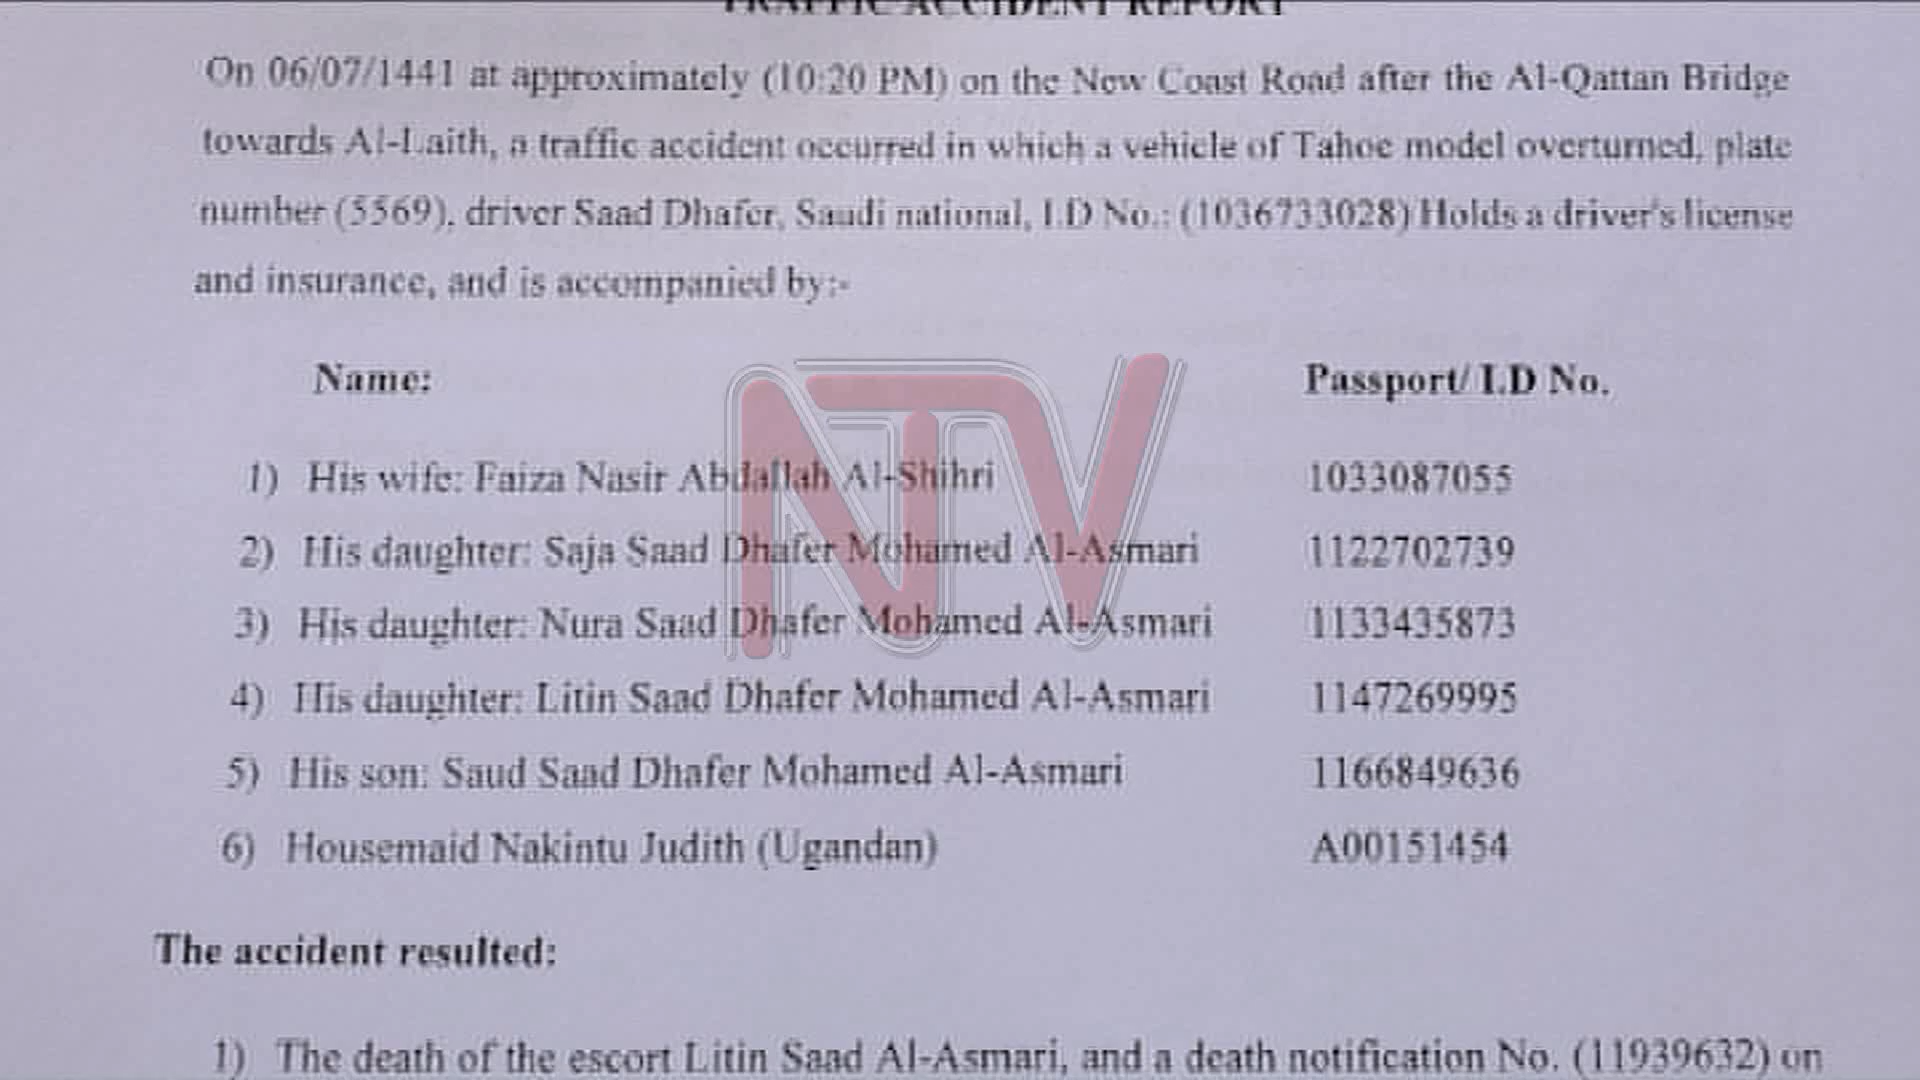 TRAFFIC ACCIDENT REPORT
On 06/07/1441 at approximately (10:20 PM) on the New Coast Road after the Al-Qattan Bridge
towards Al-Laith, a traffic accident occurred in which a vehicle of Tahoe model overturned, plate
number (5569), driver Saad Dhafer, Saudi national, I.D No.: (1036733028) Holds a driver's license
and insurance, and is accompanied by:-
Name: Passport/ I.D No.
1) His wife: Faiza Nasir Abdallah Al-Shihri 1033087055
2) His daughter: Saja Saad Dhafer Mohamed Al-Asmari 1122702739
3) His daughter: Nura Saad Dhafer Mohamed Al-Asmari 1133435873
4) His daughter: Litin Saad Dhafer Mohamed Al-Asmari 1147269995
5) His son: Saud Saad Dhafer Mohamed Al-Asmari 1166849636
6) Housemaid Nakintu Judith (Ugandan) A00151454
NTV
The accident resulted:
1) The death of the escort Litin Saad Al-Asmari, and a death notification No. (11939632) on